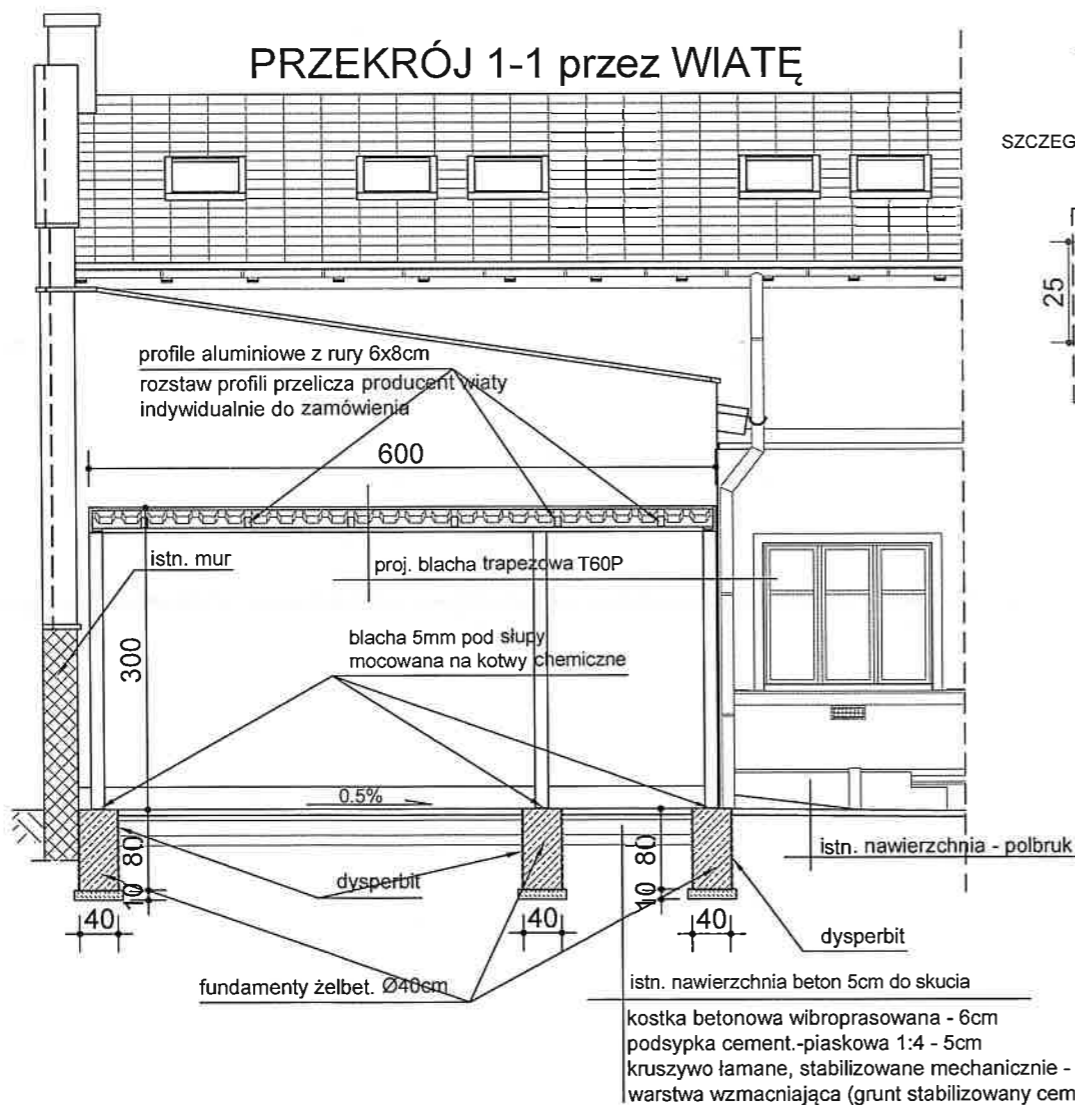 PRZEKRÓJ 1-1 przez WIATĘ
SZCZEG
25
profile aluminiowe z rury 6x8cm
rozstaw profili przelicza producent wiaty
indywidualnie do zamówienia
600
istn. mur
proj. blacha trapezowa T60P
300
blacha 5mm pod słupy
mocowana na kotwy chemiczne
0.5%
80
10
80
10
istn. nawierzchnia - polbruk
dysperbit
40
40
40
dysperbit
fundamenty żelbet. Ø40cm
istn. nawierzchnia beton 5cm do skucia
kostka betonowa wibroprasowana - 6cm
podsypka cement.-piaskowa 1:4 - 5cm
kruszywo łamane, stabilizowane mechanicznie -
warstwa wzmacniająca (grunt stabilizowany cem